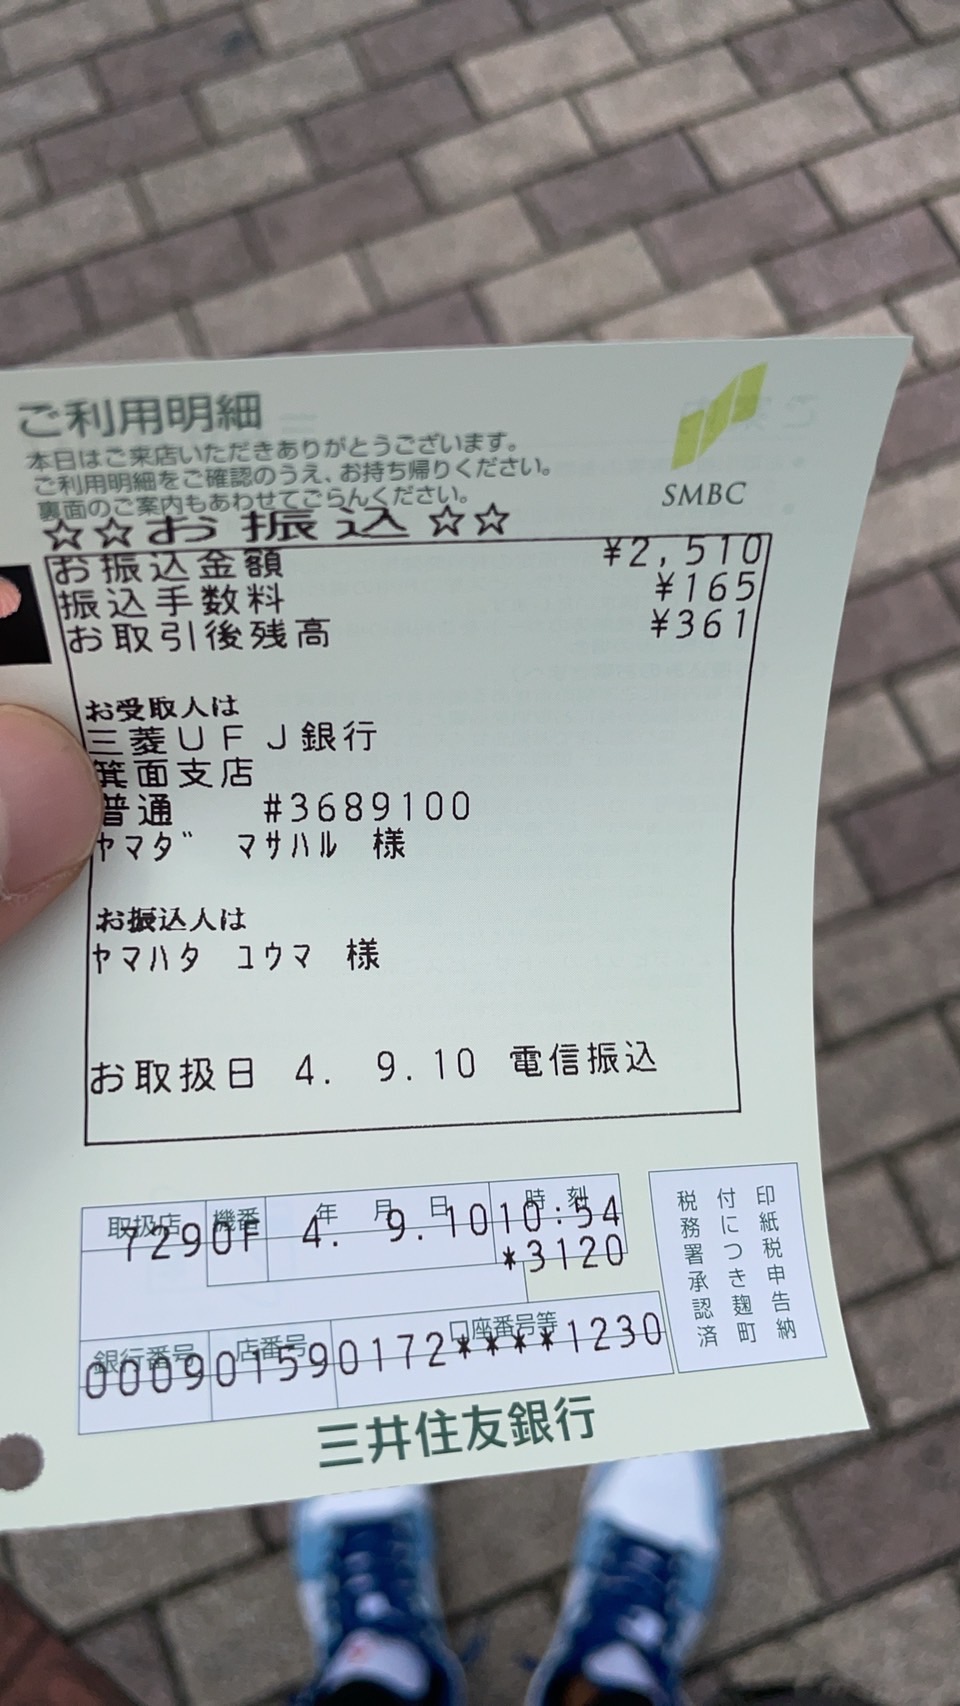 ご利用明細
本日はご来店いただきありがとうございます。
ご利用明細をご確認のうえ、お持ち帰りください。
裏面のご案内もあわせてごらんください。
SMBC
☆☆お振込☆☆
お振込金額 ¥2,510
振込手数料 ¥165
お取引後残高 ¥361
お受取人は
三菱UFJ銀行
箕面支店
普通 #3689100
ヤマダ マサハル 様
お振込人は
ヤマハタ ユウマ 様
お取扱日 4. 9.10 電信振込
取扱店 機番 年 月 日 時 刻
7290F 4. 9.10 10:54
*3120
銀行番号 店番号 口座番号等
0009 0159 0172****1230
印紙税申告納
付につき麹町
税務署承認済
三井住友銀行